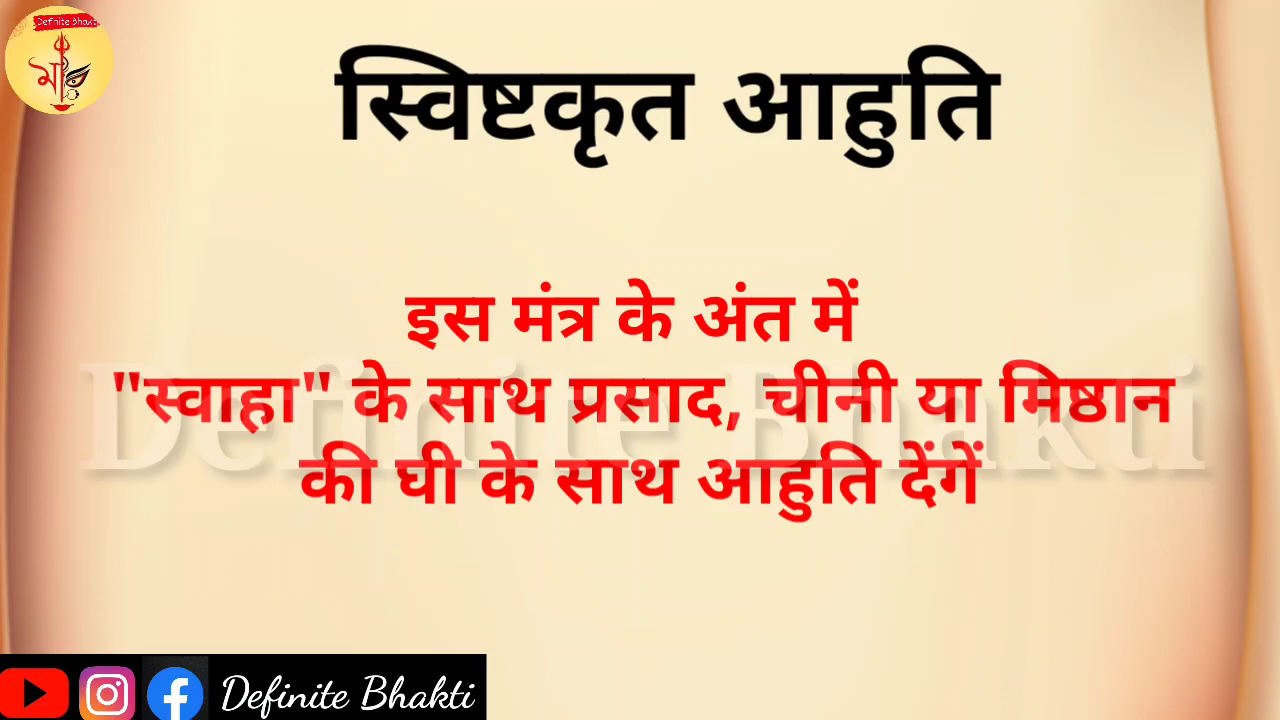 Definite Bhakti
माँ
स्विष्टकृत आहुति
इस मंत्र के अंत में
"स्वाहा" के साथ प्रसाद, चीनी या मिष्ठान
Definite Bhakti
की घी के साथ आहुति देंगें
Definite Bhakti